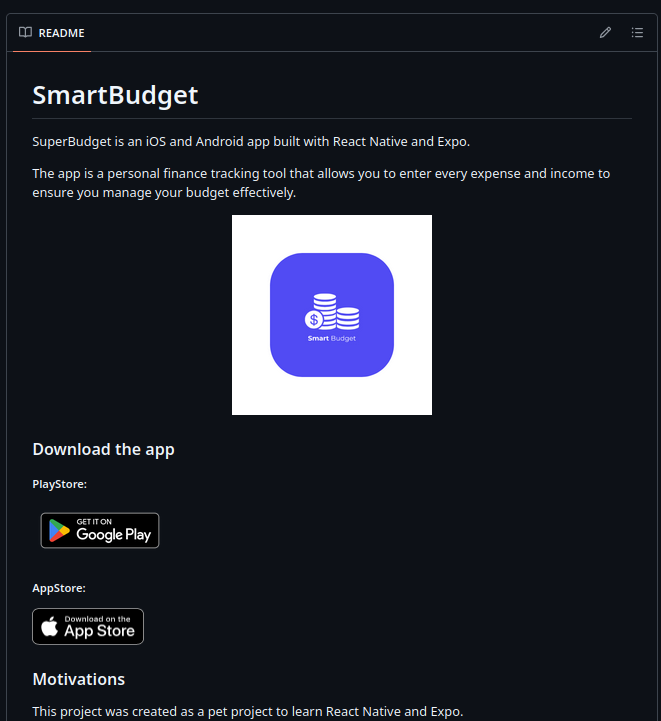 README
SmartBudget
SuperBudget is an iOS and Android app built with React Native and Expo.
The app is a personal finance tracking tool that allows you to enter every expense and income to
ensure you manage your budget effectively.
$
Smart Budget
Download the app
PlayStore:
GET IT ON
Google Play
AppStore:
Download on the
App Store
Motivations
This project was created as a pet project to learn React Native and Expo.